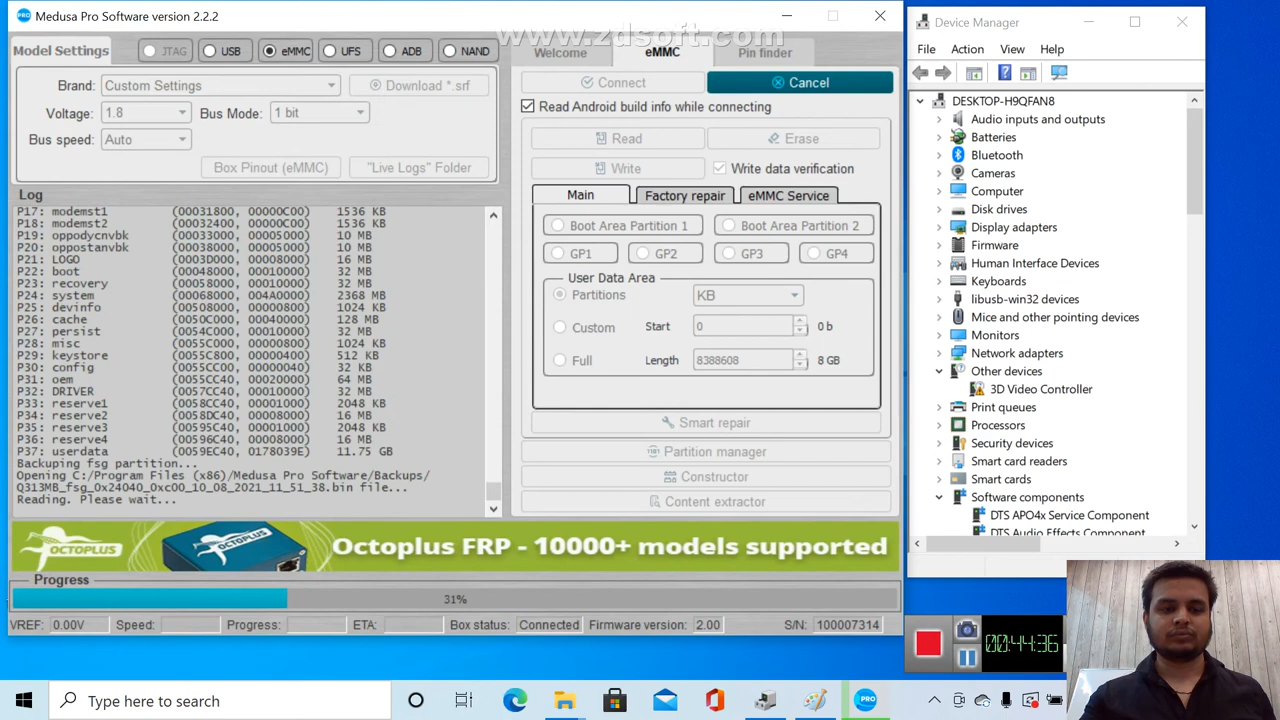 Medusa Pro Software version 2.2.2
www.zdsoft.com
Model Settings
JTAG USB eMMC UFS ADB NAND
Brand: Custom Settings Download *.srf
Voltage: 1.8 Bus Mode: 1 bit
Bus speed: Auto
Box Pinout (eMMC) "Live Logs" Folder
Log
P17: modemst1 (00031800, 00000C00) 1536 KB
P18: modemst2 (00032400, 00000C00) 1536 KB
P19: oppodycnvbk (00033000, 00005000) 10 MB
P20: oppostanvbk (00038000, 00005000) 10 MB
P21: LOGO (0003D000, 00008000) 16 MB
P22: boot (00048000, 00010000) 32 MB
P23: recovery (00058000, 00010000) 32 MB
P24: system (00068000, 004A0000) 2368 MB
P25: devinfo (00508000, 00000800) 1024 KB
P26: cache (0050C000, 00040000) 128 MB
P27: persist (0054C000, 00010000) 32 MB
P28: misc (0055C000, 00000800) 1024 KB
P29: keystore (0055C800, 00000400) 512 KB
P30: config (0055CC00, 00000040) 32 KB
P31: oem (0055CC40, 00020000) 64 MB
P32: DRIVER (0057CC40, 00010000) 32 MB
P33: reserve1 (0058CC40, 00001000) 2048 KB
P34: reserve2 (0058DC40, 00008000) 16 MB
P35: reserve3 (00595C40, 00001000) 2048 KB
P36: reserve4 (00596C40, 00008000) 16 MB
P37: userdata (0059EC40, 0178039E) 11.75 GB
Backuping fsg partition...
Opening C:/Program Files (x86)/Medusa Pro Software/Backups/
Q313MB_fsg_0x24040_0xC00_10_08_2021_11_51_38.bin file...
Reading. Please wait...
Welcome eMMC Pin finder
Connect Cancel
Read Android build info while connecting
Read Erase
Write Write data verification
Main Factory repair eMMC Service
Boot Area Partition 1 Boot Area Partition 2
GP1 GP2 GP3 GP4
User Data Area
Partitions KB
Custom Start 0 0 b
Full Length 8388608 8 GB
Smart repair
Partition manager
Constructor
Content extractor
OCTOPLUS Octoplus FRP - 10000+ models supported
Progress
31%
VREF: 0.00V Speed: Progress: ETA: Box status: Connected Firmware version: 2.00 S/N: 100007314
Device Manager
File Action View Help
DESKTOP-H9QFAN8
Audio inputs and outputs
Batteries
Bluetooth
Cameras
Computer
Disk drives
Display adapters
Firmware
Human Interface Devices
Keyboards
libusb-win32 devices
Mice and other pointing devices
Monitors
Network adapters
Other devices
3D Video Controller
Print queues
Processors
Security devices
Smart card readers
Smart cards
Software components
DTS APO4x Service Component
DTS Audio Effects Component
00:44:36
Type here to search
PRO